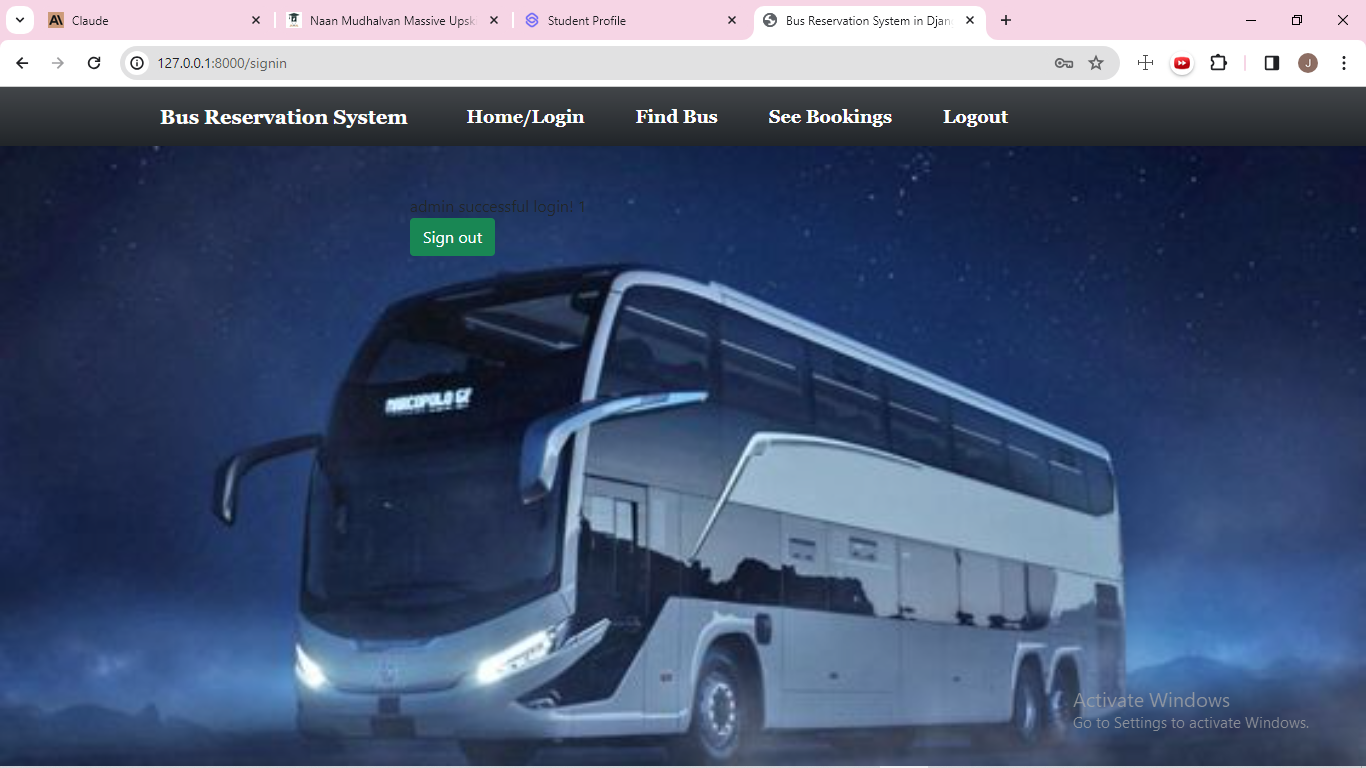 Claude
Naan Mudhalvan Massive Upsk
Student Profile
Bus Reservation System in Djan
127.0.0.1:8000/signin
J
Bus Reservation System
Home/Login
Find Bus
See Bookings
Logout
admin successful login! 1
Sign out
MARCOPOLO G7
Activate Windows
Go to Settings to activate Windows.